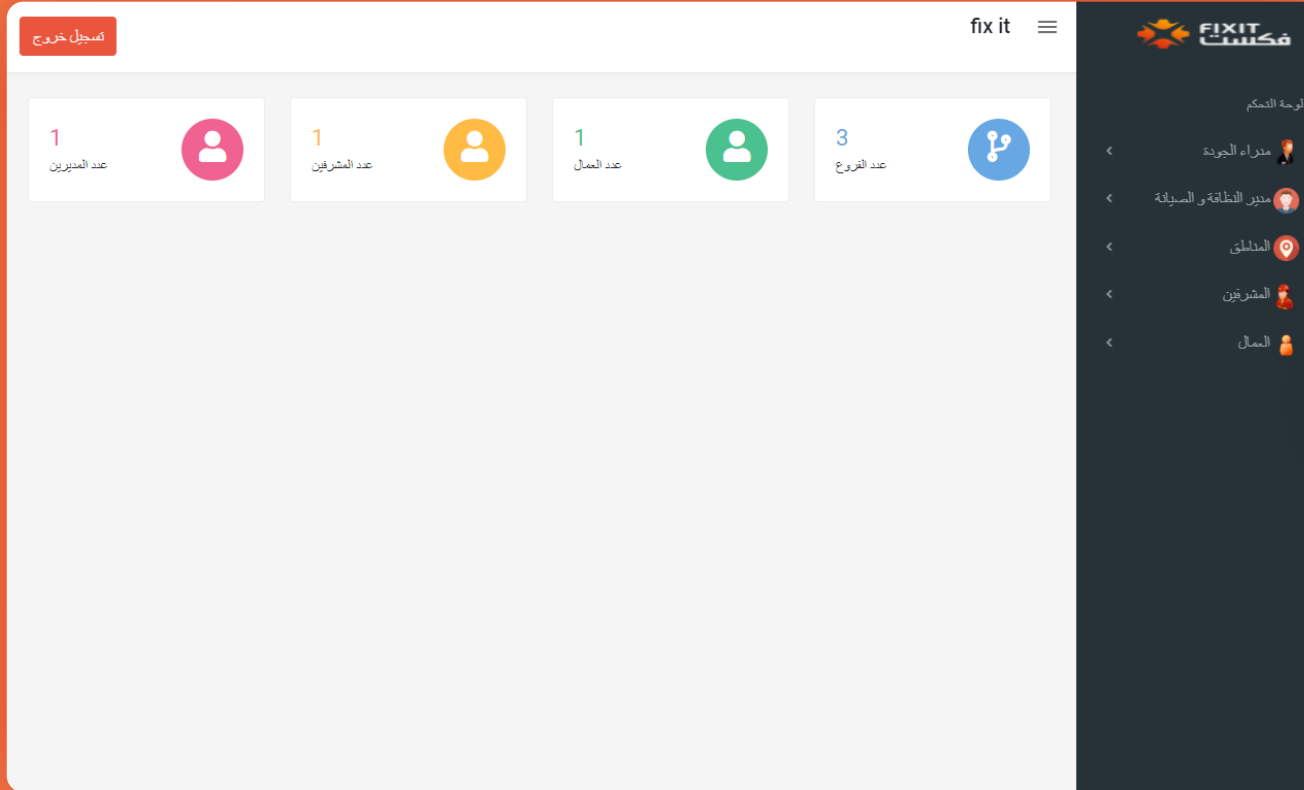 FIXIT
فكست
لوحة التحكم
مدراء الجودة
مدير النظافة و الصيانة
المناطق
المشرفين
العمال
fix it
تسجيل خروج
3
عدد الفروع
1
عدد العمال
1
عدد المشرفين
1
عدد المديرين